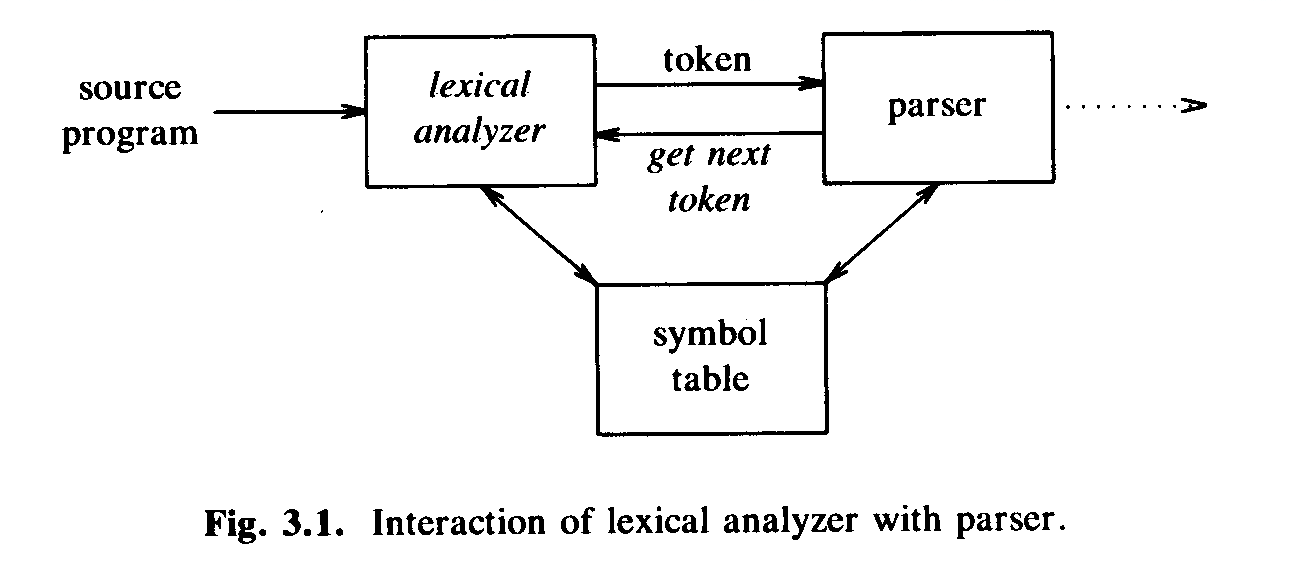 source
program
lexical
analyzer
token
get next
token
parser
symbol
table
Fig. 3.1. Interaction of lexical analyzer with parser.